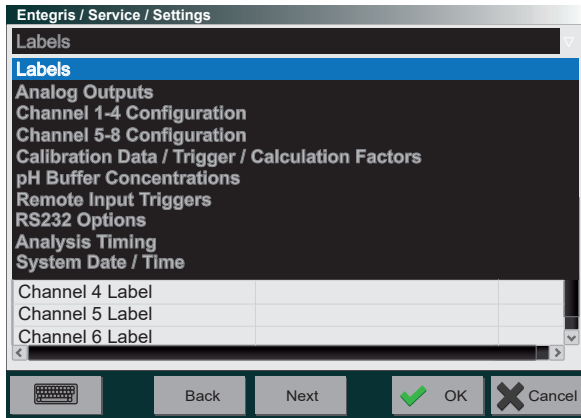 Entegris / Service / Settings
Labels
Labels
Analog Outputs
Channel 1-4 Configuration
Channel 5-8 Configuration
Calibration Data / Trigger / Calculation Factors
pH Buffer Concentrations
Remote Input Triggers
RS232 Options
Analysis Timing
System Date / Time
Channel 4 Label
Channel 5 Label
Channel 6 Label
Back Next OK Cancel